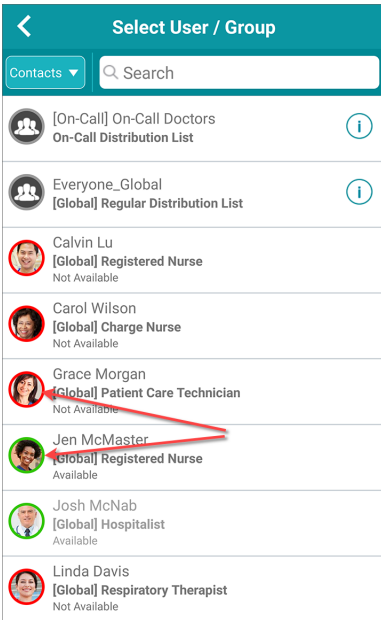 Select User / Group
Contacts
Search
[On-Call] On-Call Doctors
On-Call Distribution List
i
Everyone_Global
[Global] Regular Distribution List
i
Calvin Lu
[Global] Registered Nurse
Not Available
Carol Wilson
[Global] Charge Nurse
Not Available
Grace Morgan
[Global] Patient Care Technician
Not Available
Jen McMaster
[Global] Registered Nurse
Available
Josh McNab
[Global] Hospitalist
Available
Linda Davis
[Global] Respiratory Therapist
Not Available